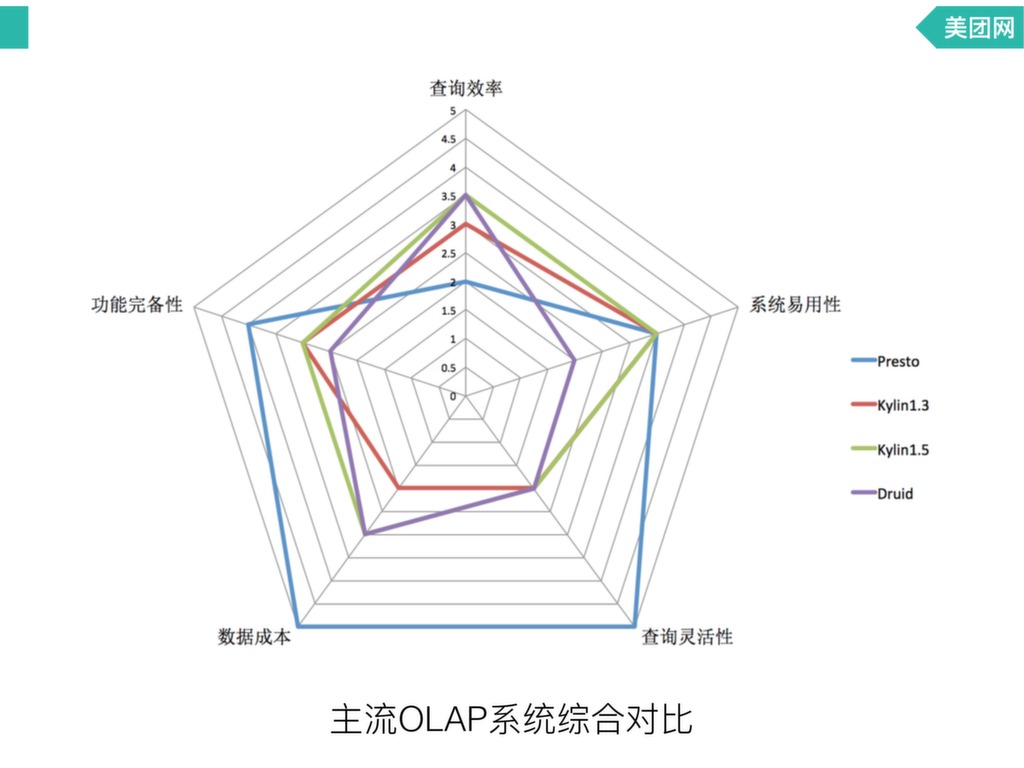 美团网
查询效率
5
4.5
4
3.5
3
2.5
2
1.5
1
0.5
0
功能完备性
系统易用性
Presto
Kylin1.3
Kylin1.5
Druid
数据成本
查询灵活性
主流OLAP系统综合对比